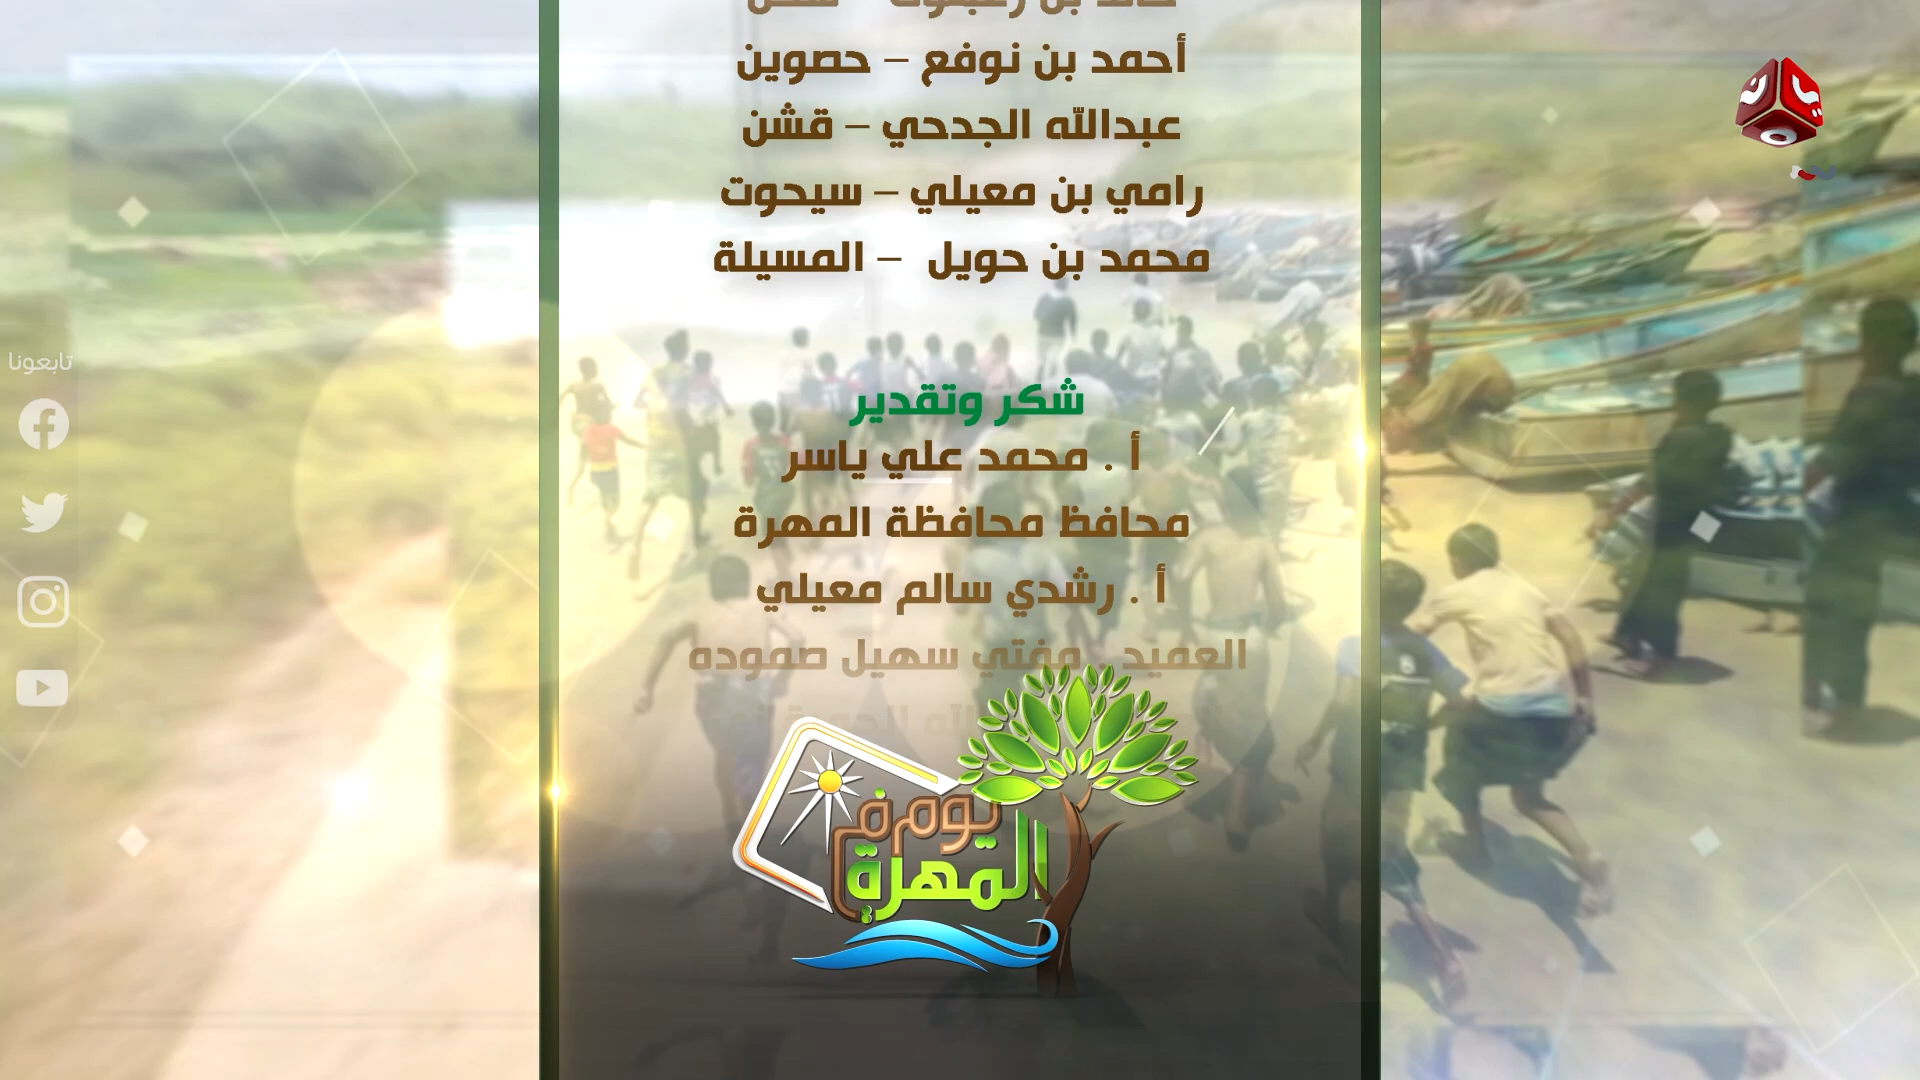 أحمد بن نوفع – حصوين
عبدالله الجدحي – قشن
رامي بن معيلي – سيحوت
محمد بن حويل – المسيلة
شكر وتقدير
أ . محمد علي ياسر
محافظ محافظة المهرة
أ . رشدي سالم معيلي
العميد . مفتي سهيل صموده
يوم في
المهرة
تابعونا